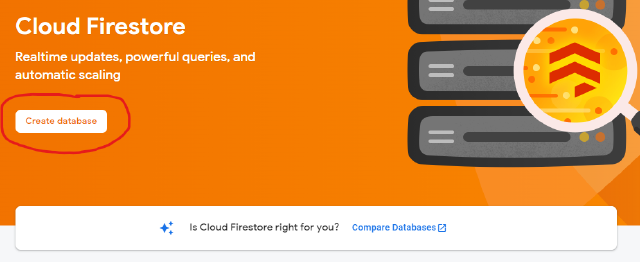 Cloud Firestore
Realtime updates, powerful queries, and
automatic scaling
Create database
Is Cloud Firestore right for you? Compare Databases